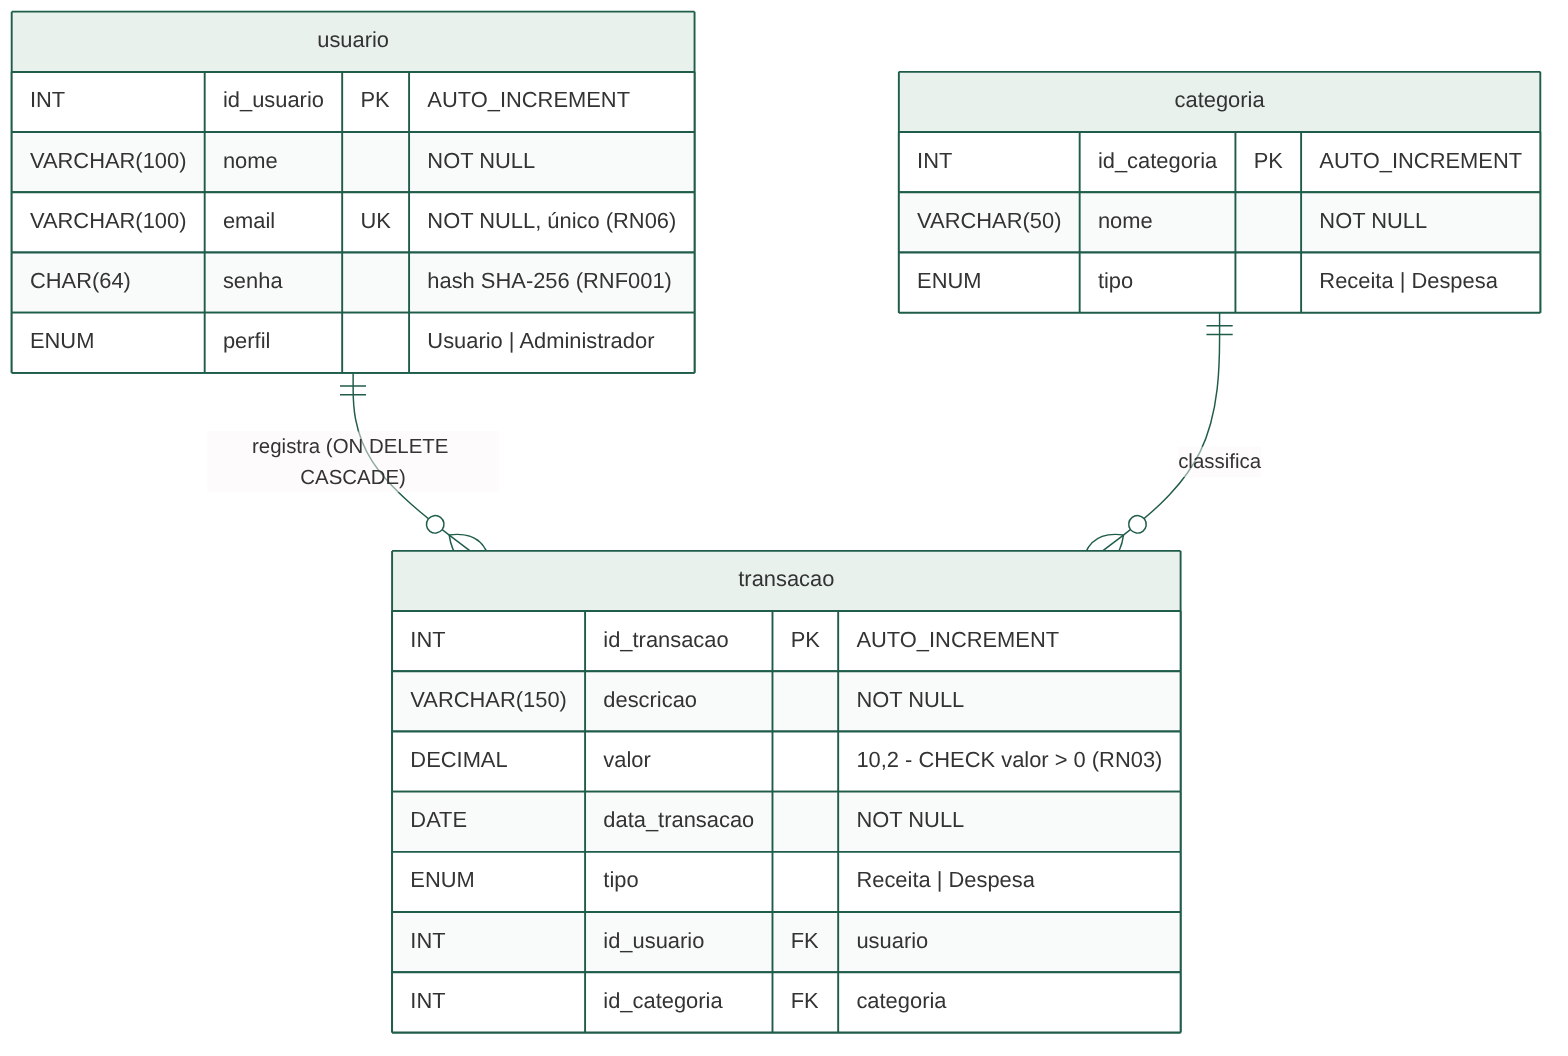 usuario
INT id_usuario PK AUTO_INCREMENT
VARCHAR(100) nome NOT NULL
VARCHAR(100) email UK NOT NULL, único (RN06)
CHAR(64) senha hash SHA-256 (RNF001)
ENUM perfil Usuario | Administrador
categoria
INT id_categoria PK AUTO_INCREMENT
VARCHAR(50) nome NOT NULL
ENUM tipo Receita | Despesa
registra (ON DELETE
CASCADE)
classifica
transacao
INT id_transacao PK AUTO_INCREMENT
VARCHAR(150) descricao NOT NULL
DECIMAL valor 10,2 - CHECK valor > 0 (RN03)
DATE data_transacao NOT NULL
ENUM tipo Receita | Despesa
INT id_usuario FK usuario
INT id_categoria FK categoria